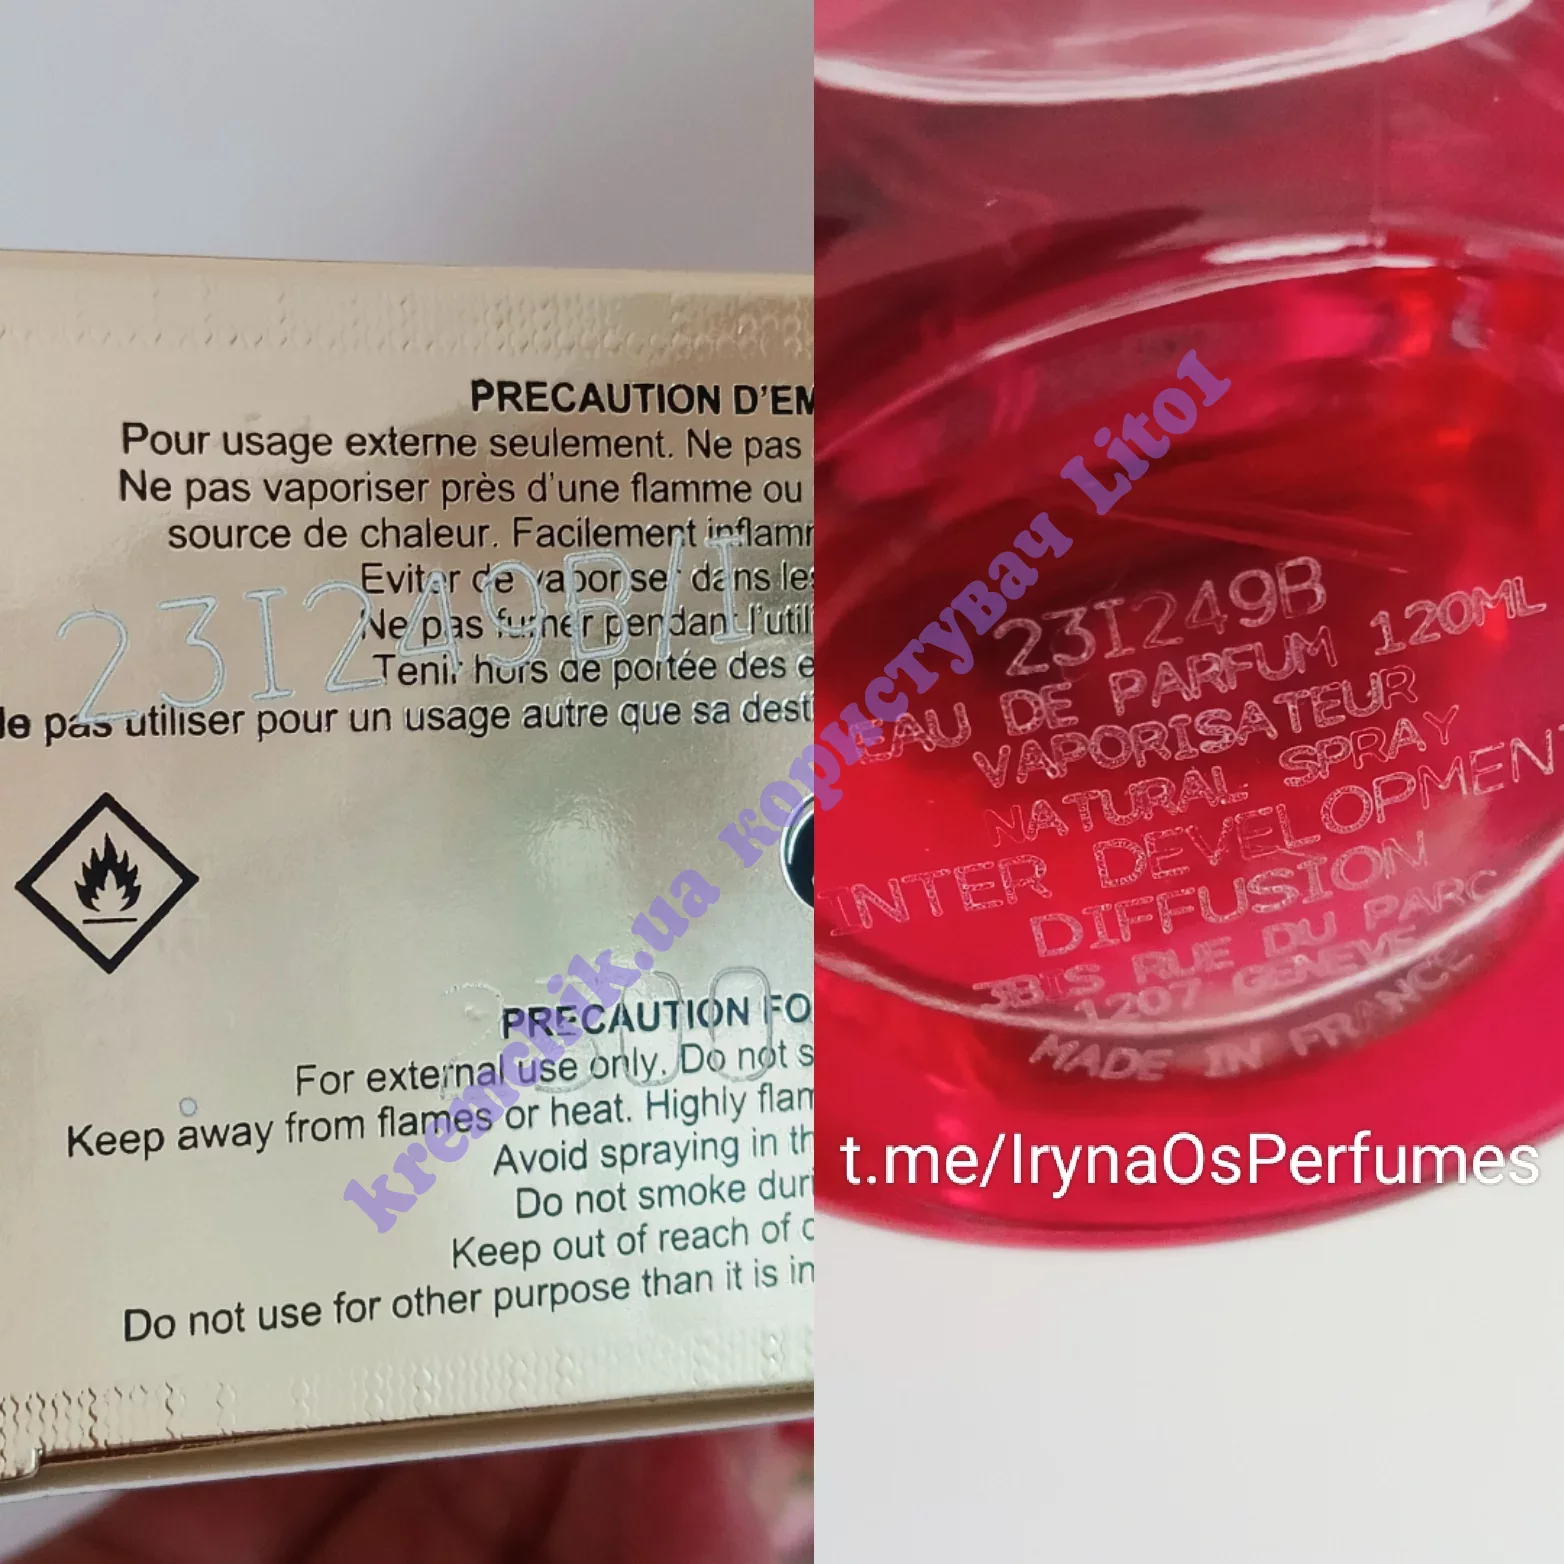 PRECAUTION D'EM
Pour usage externe seulement. Ne pas
Ne pas vaporiser près d'une flamme ou
source de chaleur. Facilement inflamm
23I249B/I
Eviter de vaporiser dans les
Ne pas fumer pendant l'util
Tenir hors de portée des e
le pas utiliser pour un usage autre que sa desti
PRECAUTION FO
For external use only. Do not s
Keep away from flames or heat. Highly flam
Avoid spraying in th
Do not smoke duri
Keep out of reach of c
Do not use for other purpose than it is in
kremchik.ua користувач Lito1
23I249B
EAU DE PARFUM 120ML
VAPORISATEUR
NATURAL SPRAY
INTER DEVELOPMENT
DIFFUSION
3BIS RUE DU PARC
1207 GENEVE
MADE IN FRANCE
t.me/IrynaOsPerfumes